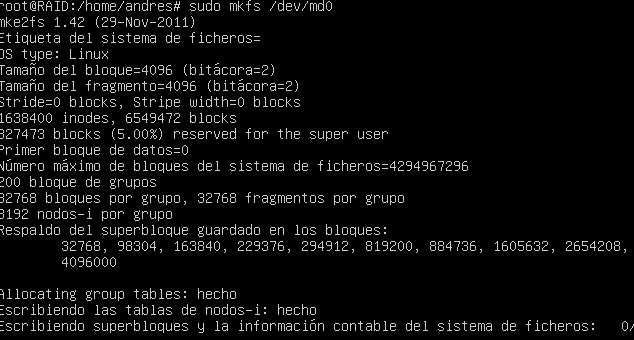 root@RAID:/home/andres# sudo mkfs /dev/md0
mke2fs 1.42 (29-Nov-2011)
Etiqueta del sistema de ficheros=
OS type: Linux
Tamaño del bloque=4096 (bitácora=2)
Tamaño del fragmento=4096 (bitácora=2)
Stride=0 blocks, Stripe width=0 blocks
1638400 inodes, 6549472 blocks
327473 blocks (5.00%) reserved for the super user
Primer bloque de datos=0
Número máximo de bloques del sistema de ficheros=4294967296
200 bloque de grupos
32768 bloques por grupo, 32768 fragmentos por grupo
8192 nodos-i por grupo
Respaldo del superbloque guardado en los bloques:
32768, 98304, 163840, 229376, 294912, 819200, 884736, 1605632, 2654208,
4096000
Allocating group tables: hecho
Escribiendo las tablas de nodos-i: hecho
Escribiendo superbloques y la información contable del sistema de ficheros: 0/